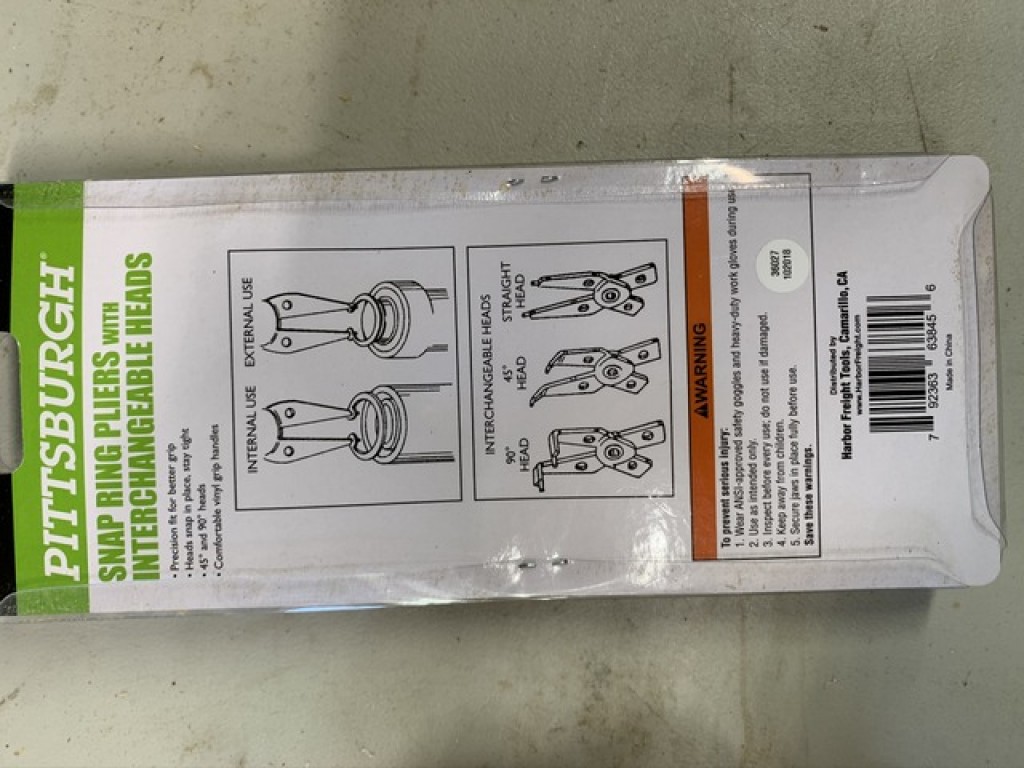 PITTSBURGH®
SNAP RING PLIERS WITH
INTERCHANGEABLE HEADS
• Precision fit for better grip
• Heads snap in place, stay tight
• 45° and 90° heads
• Comfortable vinyl grip handles
INTERNAL USE
EXTERNAL USE
INTERCHANGEABLE HEADS
90°
HEAD
45°
HEAD
STRAIGHT
HEAD
⚠WARNING
To prevent serious injury:
1. Wear ANSI-approved safety goggles and heavy-duty work gloves during use.
2. Use as intended only.
3. Inspect before every use; do not use if damaged.
4. Keep away from children.
5. Secure jaws in place fully before use.
Save these warnings.
36027
102018
Distributed by
Harbor Freight Tools, Camarillo, CA
www.HarborFreight.com
7 92363 63845 6
Made in China